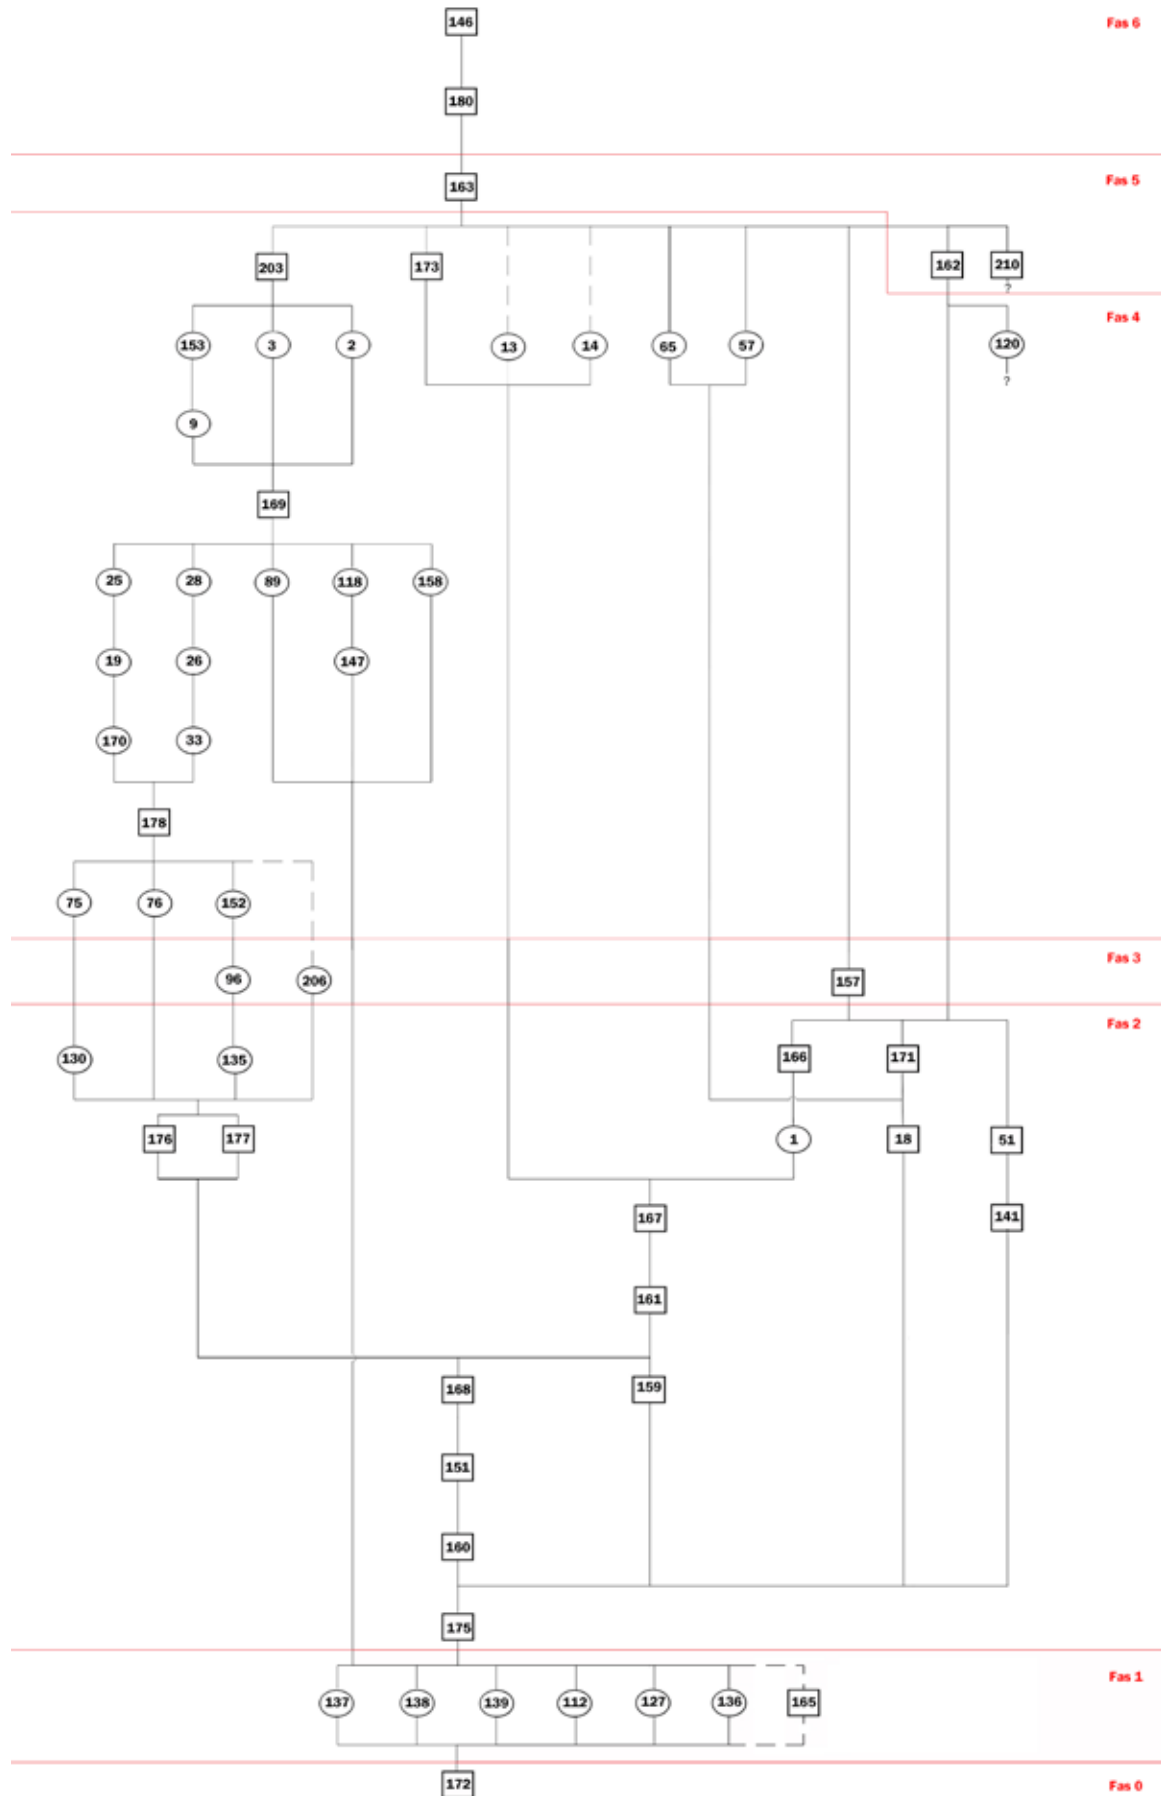 146 Fas 6
180
163 Fas 5
203 173 162 210
?
Fas 4
153 3 2 13 14 65 57 120
?
9
169
25 28 89 118 158
19 26 147
170 33
178
75 76 152
Fas 3
96 206 157
Fas 2
130 135 166 171
176 177 1 18 51
167 141
161
168 159
151
160
175
Fas 1
137 138 139 112 127 136 165
172 Fas 0